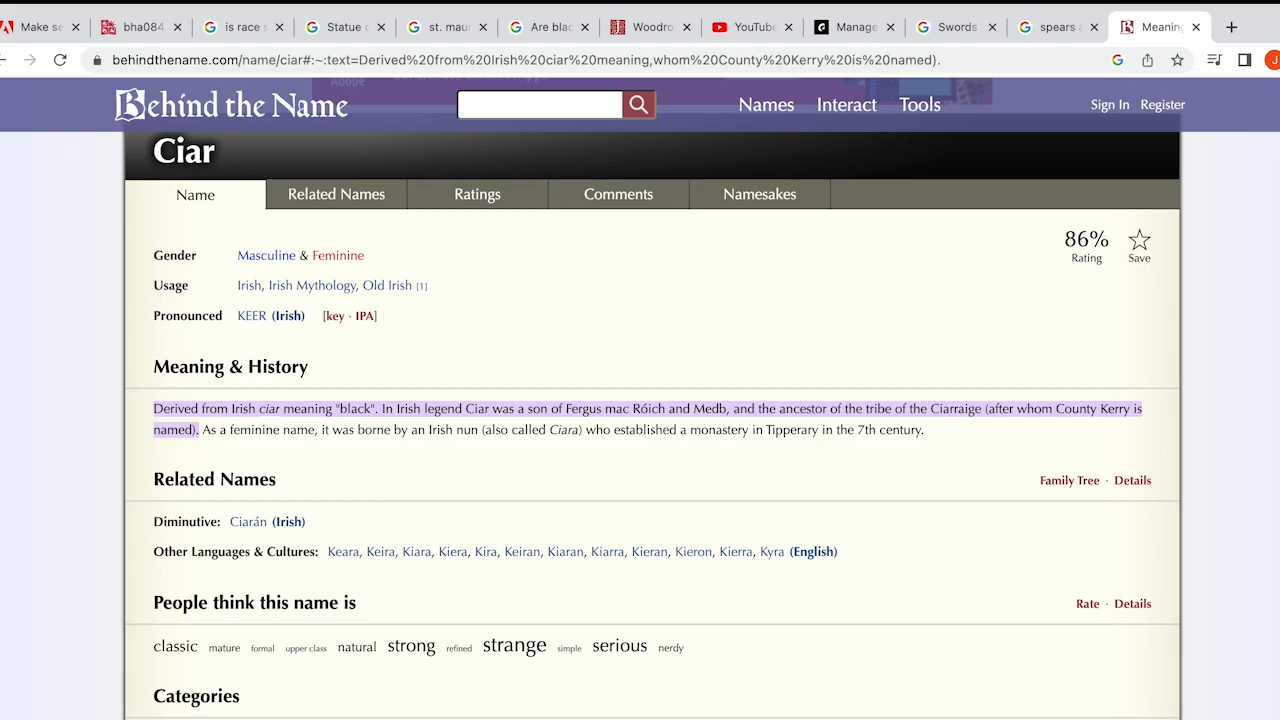 Make se
bha084
is race s
Statue o
st. maur
Are blac
Woodro
YouTube
Manage
Swords
spears a
Meaning
behindthename.com/name/ciar#:~:text=Derived%20from%20Irish%20ciar%20meaning,whom%20County%20Kerry%20is%20named).
Behind the Name
Names Interact Tools
Sign In Register
Ciar
Name Related Names Ratings Comments Namesakes
86%
Rating Save
Gender Masculine & Feminine
Usage Irish, Irish Mythology, Old Irish [1]
Pronounced KEER (Irish) [key · IPA]
Meaning & History
Derived from Irish ciar meaning "black". In Irish legend Ciar was a son of Fergus mac Róich and Medb, and the ancestor of the tribe of the Ciarraige (after whom County Kerry is
named). As a feminine name, it was borne by an Irish nun (also called Ciara) who established a monastery in Tipperary in the 7th century.
Related Names Family Tree · Details
Diminutive: Ciarán (Irish)
Other Languages & Cultures: Keara, Keira, Kiara, Kiera, Kira, Keiran, Kiaran, Kiarra, Kieran, Kieron, Kierra, Kyra (English)
People think this name is Rate · Details
classic mature formal upper class natural strong refined strange simple serious nerdy
Categories